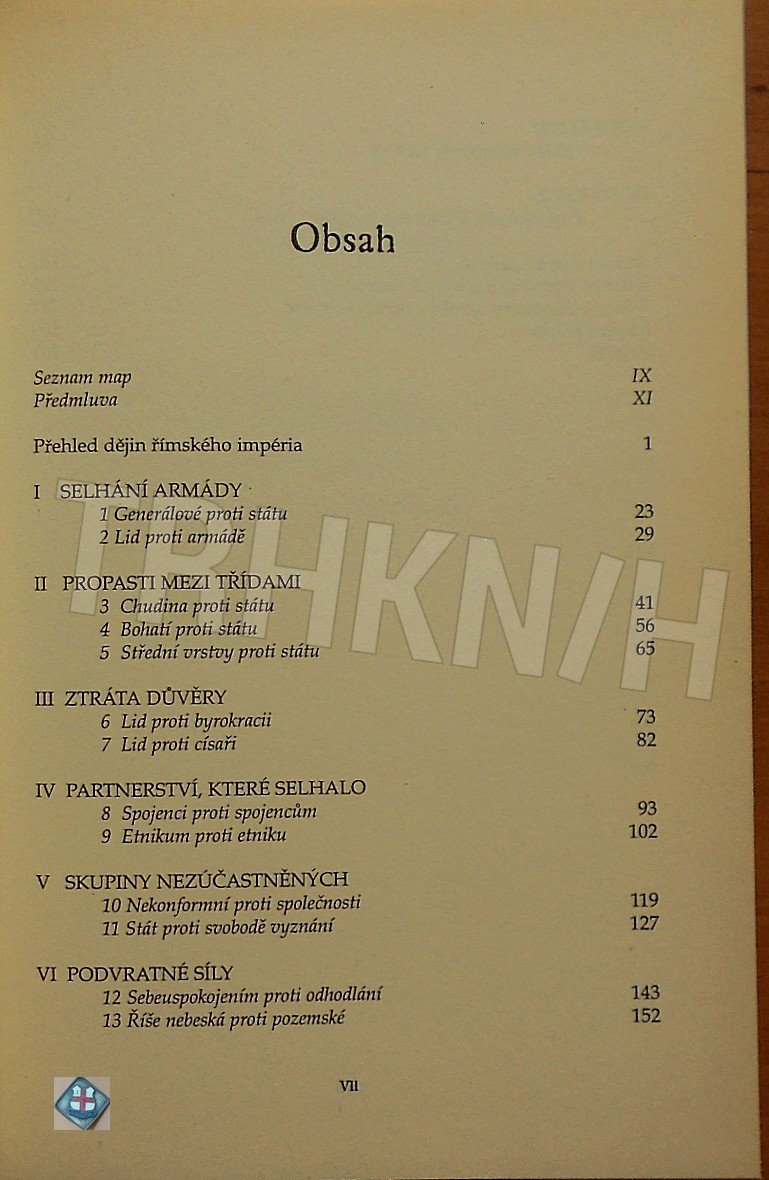 Obsah
Seznam map IX
Předmluva XI
Přehled dějin římského impéria 1
I SELHÁNÍ ARMÁDY
1 Generálové proti státu 23
2 Lid proti armádě 29
II PROPASTI MEZI TŘÍDAMI
3 Chudina proti státu 41
4 Bohatí proti státu 56
5 Střední vrstvy proti státu 65
III ZTRÁTA DŮVĚRY
6 Lid proti byrokracii 73
7 Lid proti císaři 82
IV PARTNERSTVÍ, KTERÉ SELHALO
8 Spojenci proti spojencům 93
9 Etnikum proti etniku 102
V SKUPINY NEZÚČASTNĚNÝCH
10 Nekonformní proti společnosti 119
11 Stát proti svobodě vyznání 127
VI PODVRATNÉ SÍLY
12 Sebeuspokojením proti odhodlání 143
13 Říše nebeská proti pozemské 152
VII
TRHKN/H